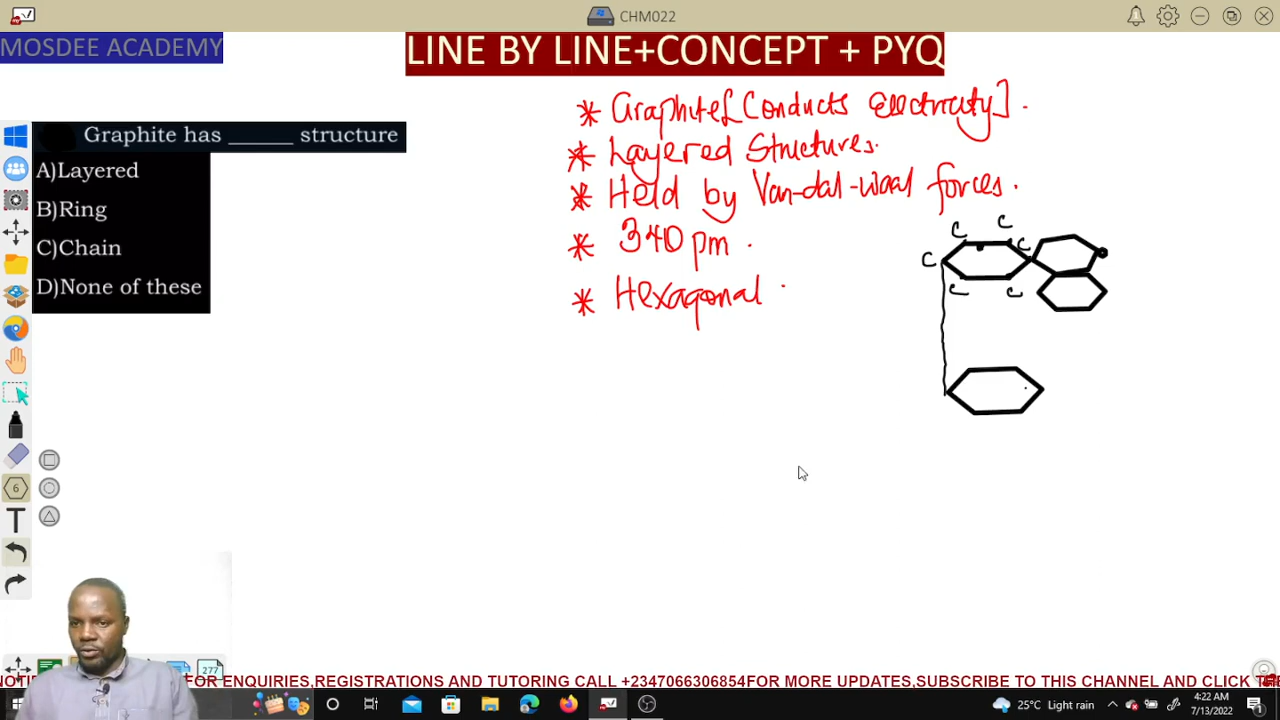 CHM022
MOSDEE ACADEMY
LINE BY LINE+CONCEPT + PYQ
Graphite has ______ structure
A)Layered
B)Ring
C)Chain
D)None of these
* Graphite[Conducts Electricity].
* Layered Structures.
* Held by Van-dal-waal forces.
* 340 pm.
* Hexagonal.
C C
C C
C C
6
T
277
FOR ENQUIRIES,REGISTRATIONS AND TUTORING CALL +2347066306854FOR MORE UPDATES,SUBSCRIBE TO THIS CHANNEL AND CLICK
25°C Light rain
4:22 AM
7/13/2022